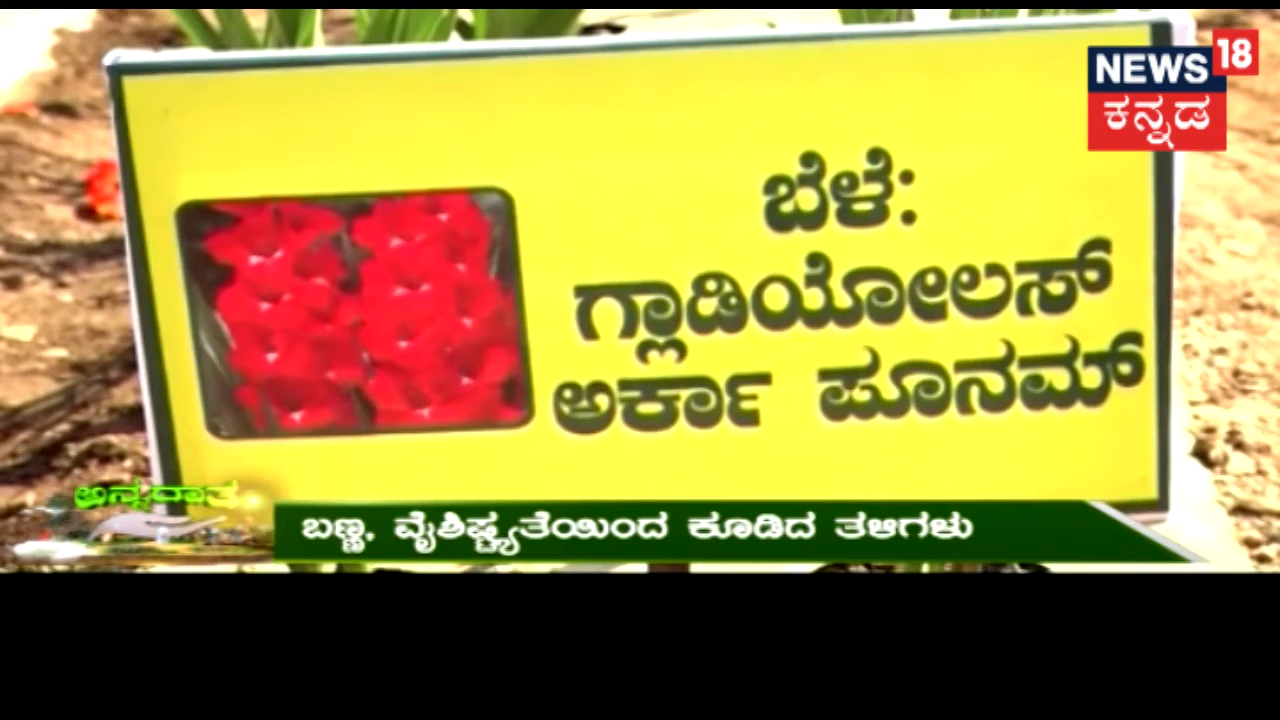 NEWS 18
ಕನ್ನಡ
ಬೆಳೆ:
ಗ್ಲಾಡಿಯೋಲಸ್
ಅರ್ಕಾ ಪೂನಮ್
ಅನ್ನದಾತ
ಬಣ್ಣ, ವೈಶಿಷ್ಟ್ಯತೆಯಿಂದ ಕೂಡಿದ ತಳಿಗಳು